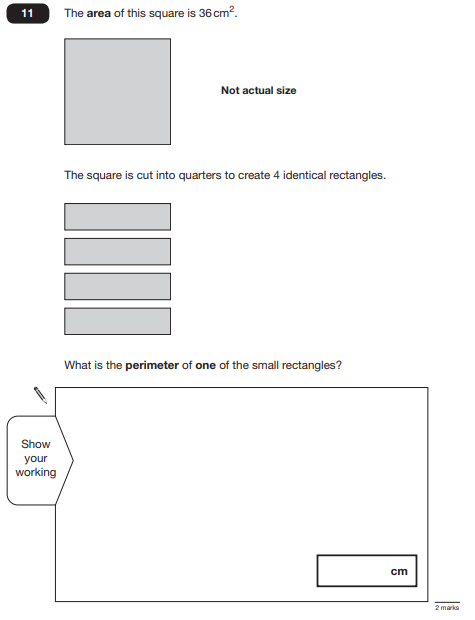 11
The area of this square is 36 cm².
Not actual size
The square is cut into quarters to create 4 identical rectangles.
What is the perimeter of one of the small rectangles?
Show
your
working
cm
2 marks